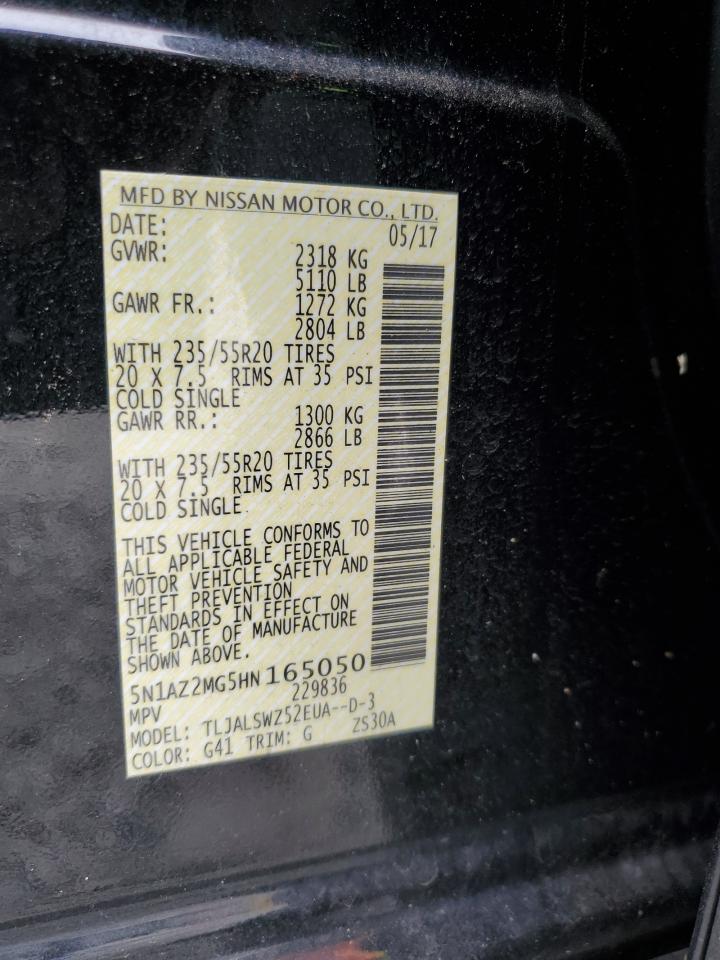 MFD BY NISSAN MOTOR CO., LTD.
DATE: 05/17
GVWR: 2318 KG
5110 LB
GAWR FR.: 1272 KG
2804 LB
WITH 235/55R20 TIRES
20 X 7.5 RIMS AT 35 PSI
COLD SINGLE
GAWR RR.: 1300 KG
2866 LB
WITH 235/55R20 TIRES
20 X 7.5 RIMS AT 35 PSI
COLD SINGLE
THIS VEHICLE CONFORMS TO
ALL APPLICABLE FEDERAL
MOTOR VEHICLE SAFETY AND
THEFT PREVENTION
STANDARDS IN EFFECT ON
THE DATE OF MANUFACTURE
SHOWN ABOVE.
5N1AZ2MG5HN165050
229836
MPV
MODEL: TLJALSWZ52EUA--D-3
COLOR: G41 TRIM: G ZS30A